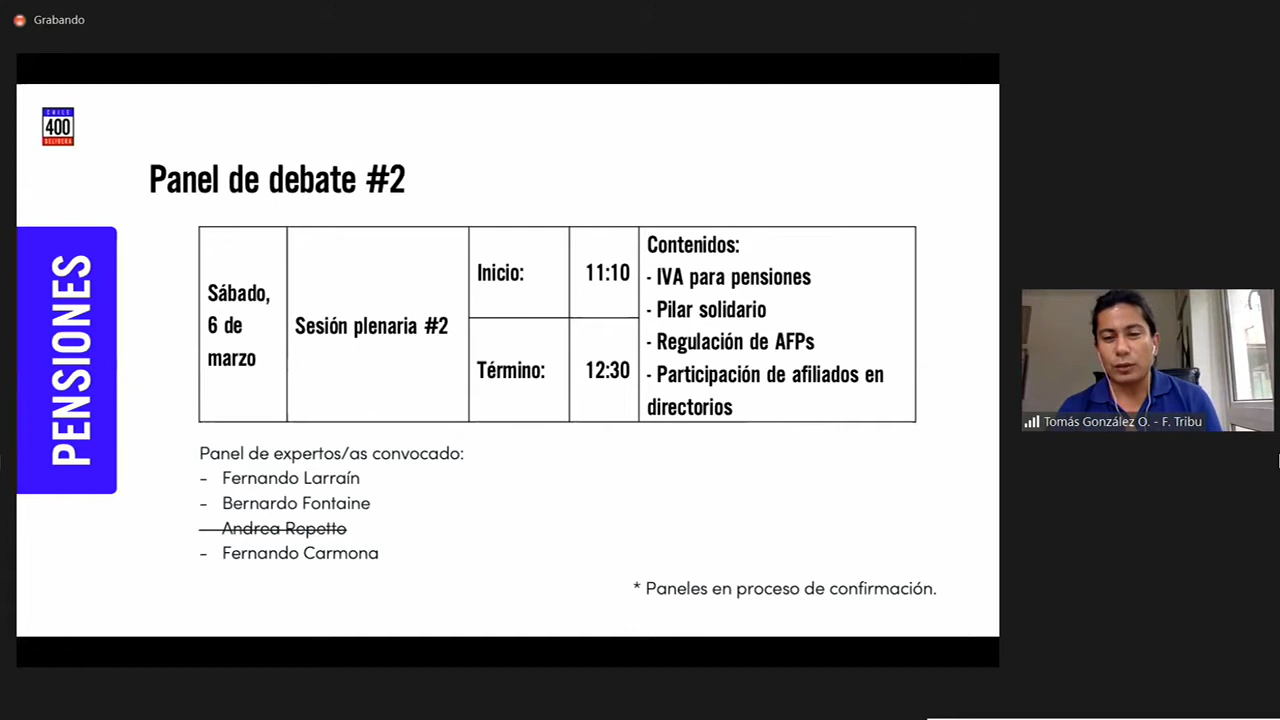 Grabando
CHILE
400
DELIBERA
Panel de debate #2
PENSIONES
Sábado,
6 de
marzo
Sesión plenaria #2
Inicio:
11:10
Término:
12:30
Contenidos:
- IVA para pensiones
- Pilar solidario
- Regulación de AFPs
- Participación de afiliados en
directorios
Panel de expertos/as convocado:
- Fernando Larraín
- Bernardo Fontaine
- Andrea Repetto
- Fernando Carmona
* Paneles en proceso de confirmación.
Tomás González O. - F. Tribu